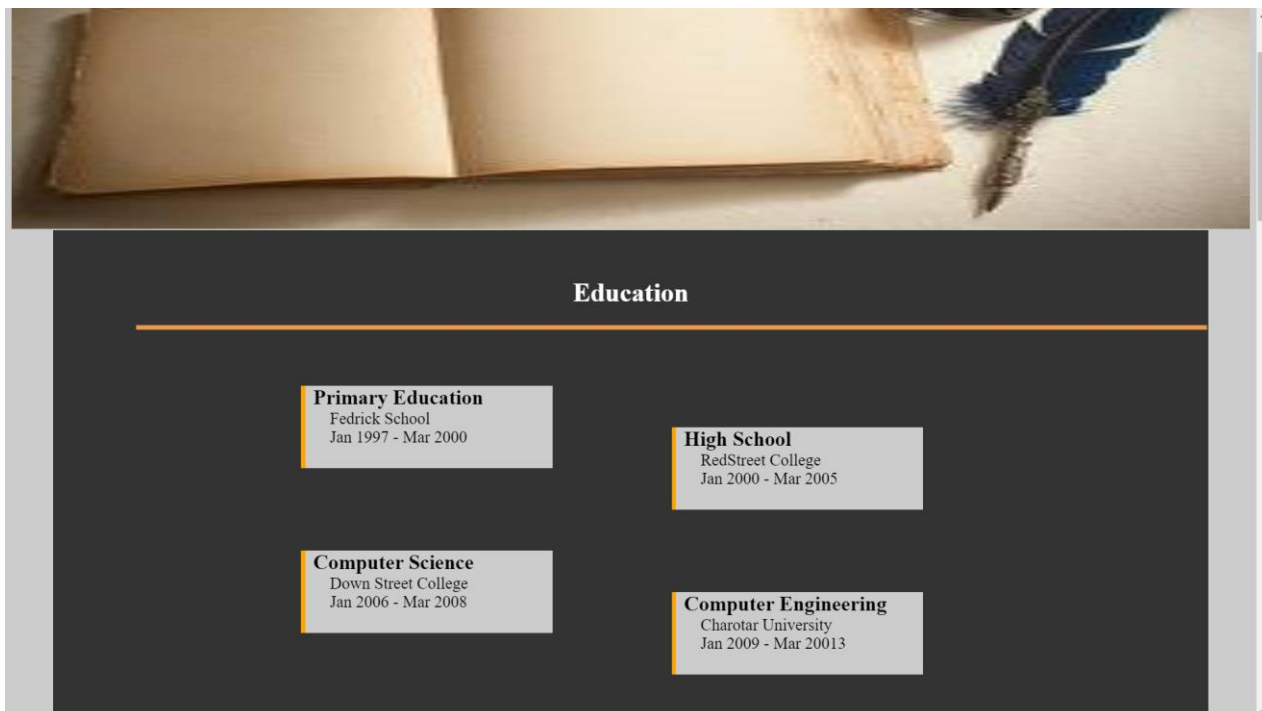 Education
Primary Education
Fedrick School
Jan 1997 - Mar 2000
High School
RedStreet College
Jan 2000 - Mar 2005
Computer Science
Down Street College
Jan 2006 - Mar 2008
Computer Engineering
Charotar University
Jan 2009 - Mar 20013